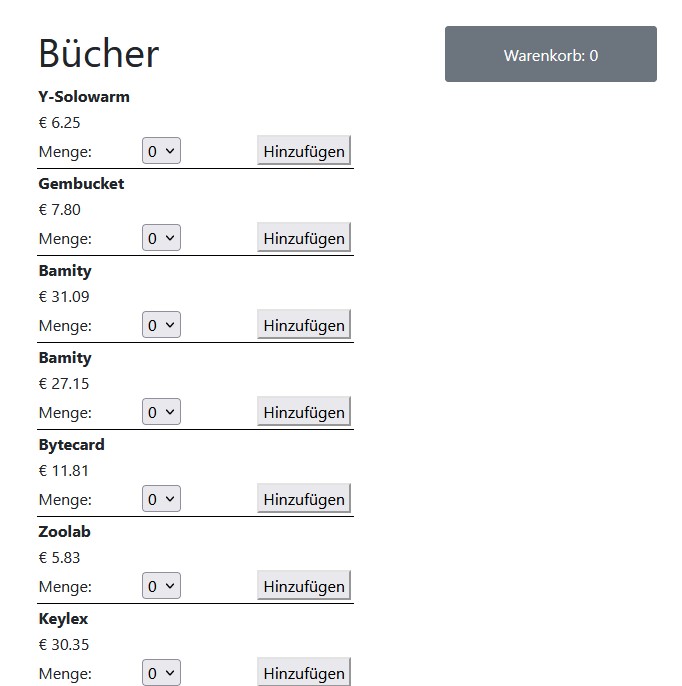 Bücher
Warenkorb: 0
Y-Solowarm
€ 6.25
Menge: 0 Hinzufügen
Gembucket
€ 7.80
Menge: 0 Hinzufügen
Bamity
€ 31.09
Menge: 0 Hinzufügen
Bamity
€ 27.15
Menge: 0 Hinzufügen
Bytecard
€ 11.81
Menge: 0 Hinzufügen
Zoolab
€ 5.83
Menge: 0 Hinzufügen
Keylex
€ 30.35
Menge: 0 Hinzufügen